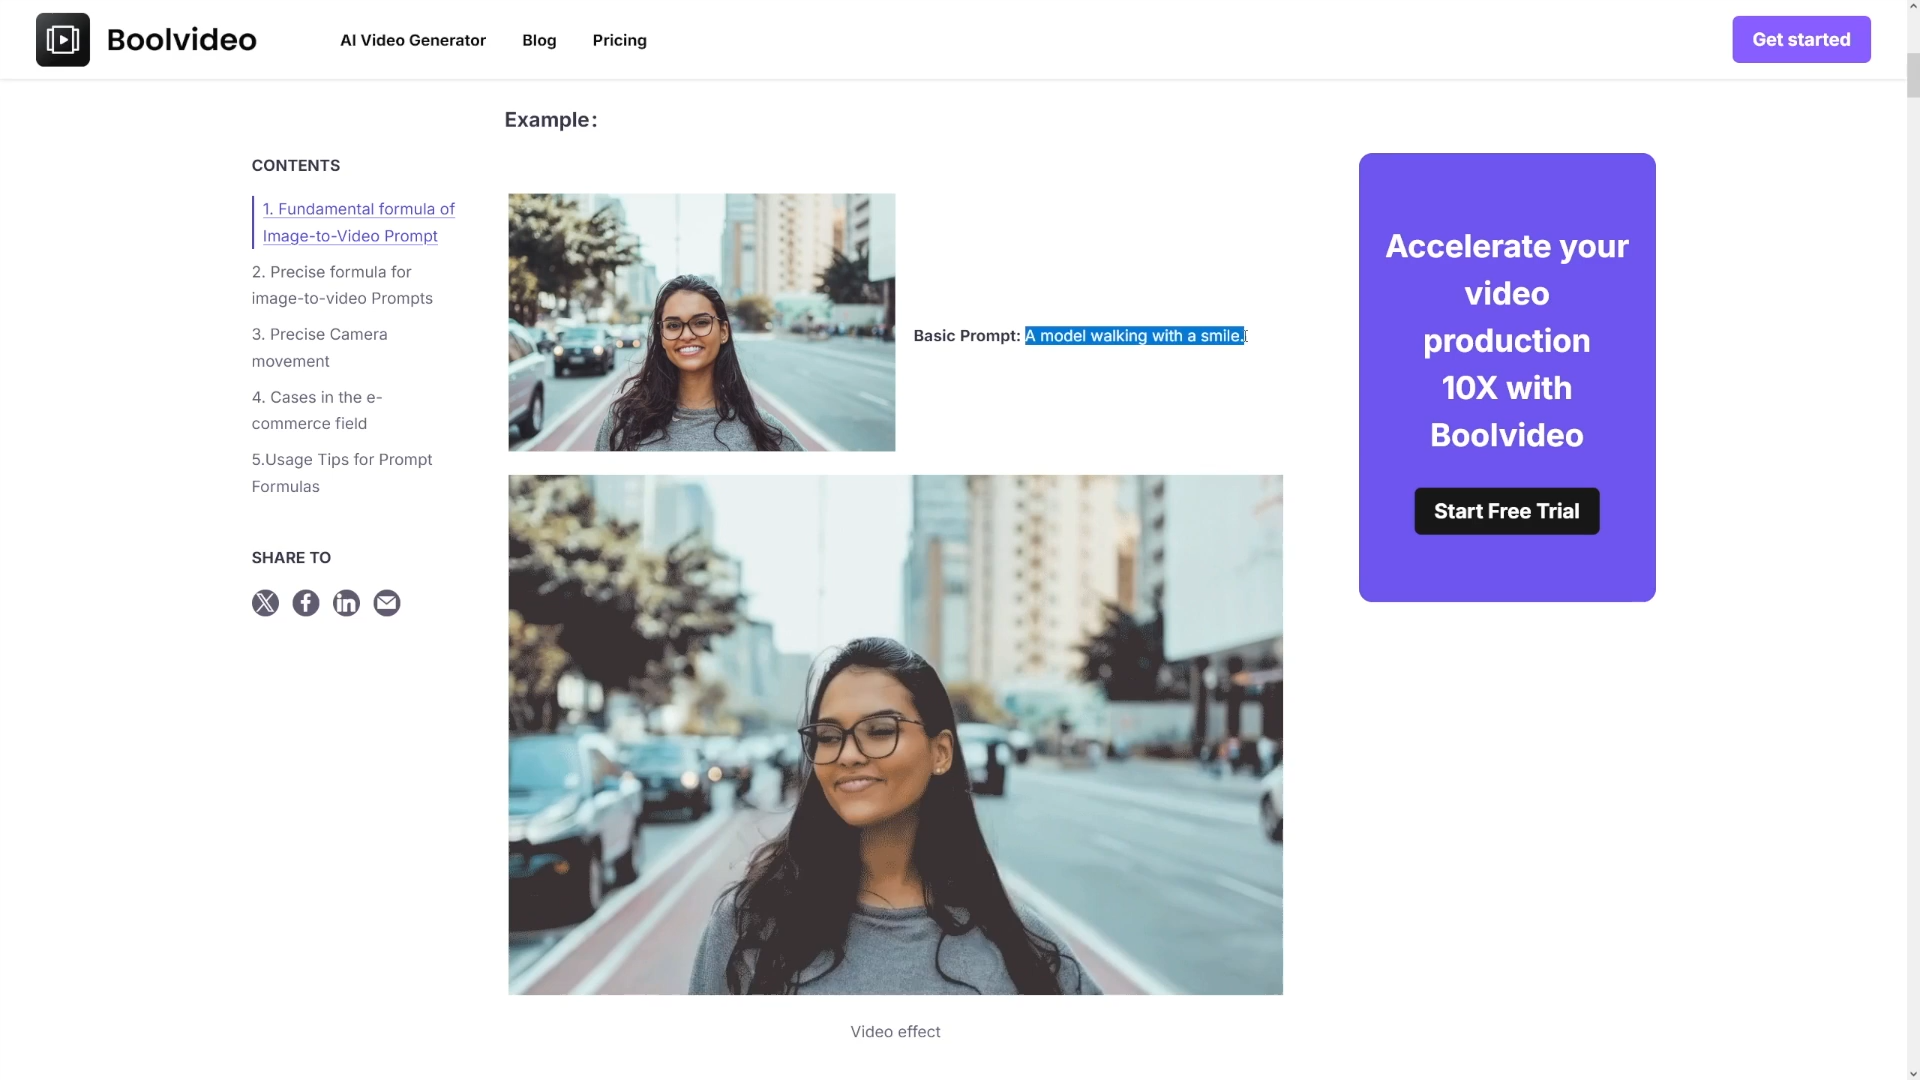 Boolvideo
AI Video Generator
Blog
Pricing
Get started
Example:
CONTENTS
1. Fundamental formula of
Image-to-Video Prompt
2. Precise formula for
image-to-video Prompts
3. Precise Camera
movement
4. Cases in the e-
commerce field
5.Usage Tips for Prompt
Formulas
SHARE TO
Basic Prompt: A model walking with a smile.
Video effect
Accelerate your
video
production
10X with
Boolvideo
Start Free Trial